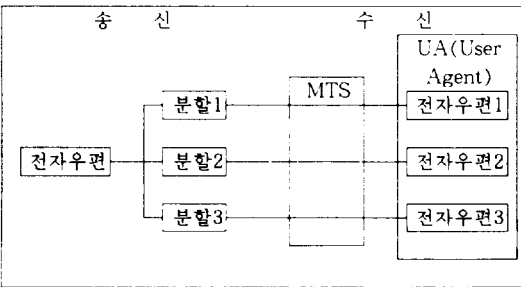 송 신 수 신
UA(User
Agent)
MTS
분할1 전자우편1
전자우편 분할2 전자우편2
분할3 전자우편3